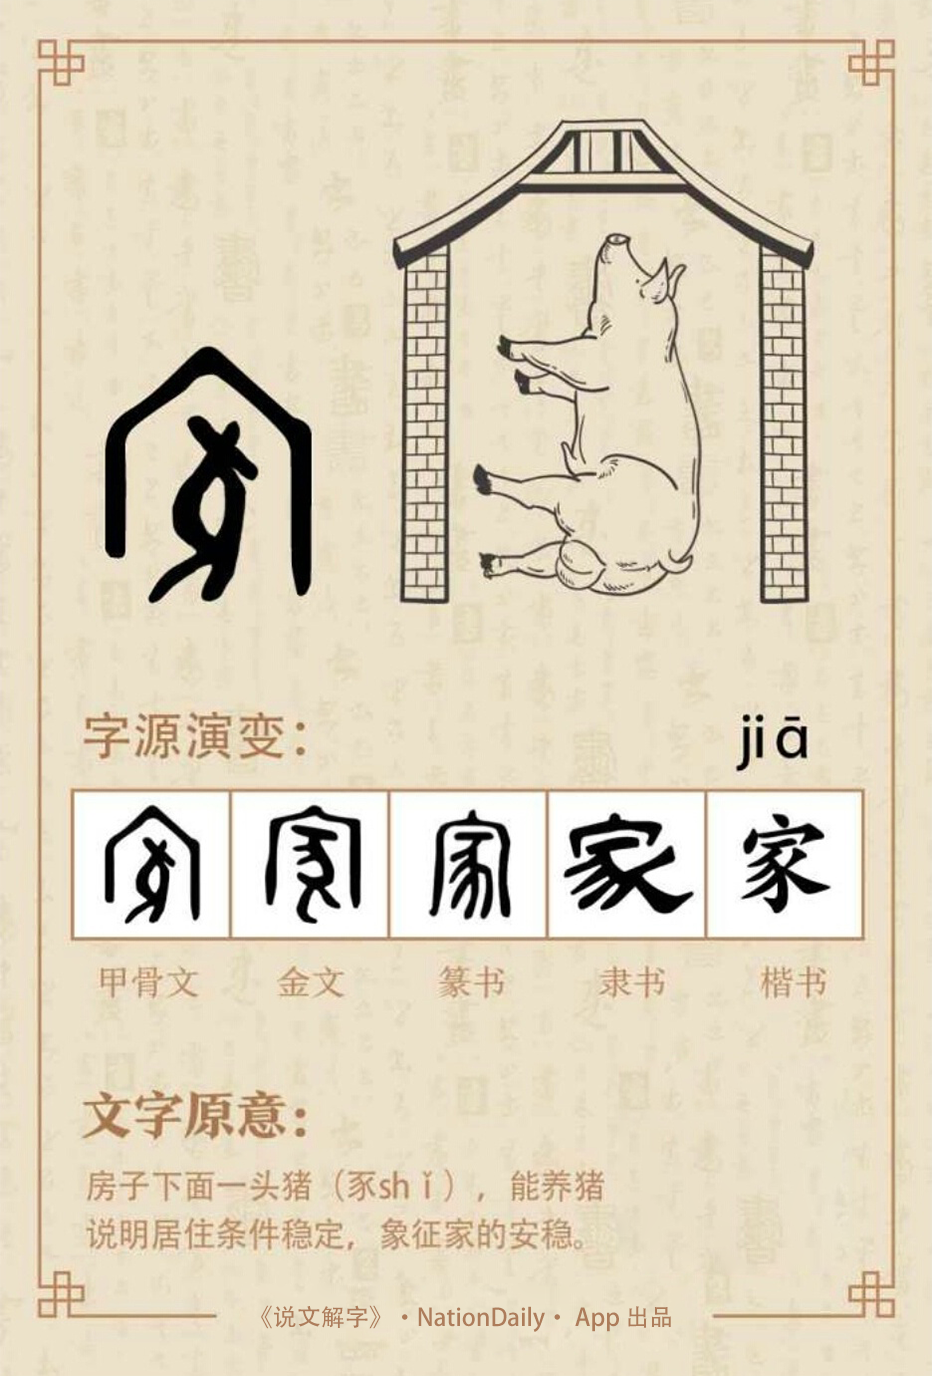 字源演变：
jiā
家 家 家 家 家
甲骨文 金文 篆书 隶书 楷书
文字原意：
房子下面一头猪（豕shǐ），能养猪
说明居住条件稳定，象征家的安稳。
《说文解字》·NationDaily· App 出品